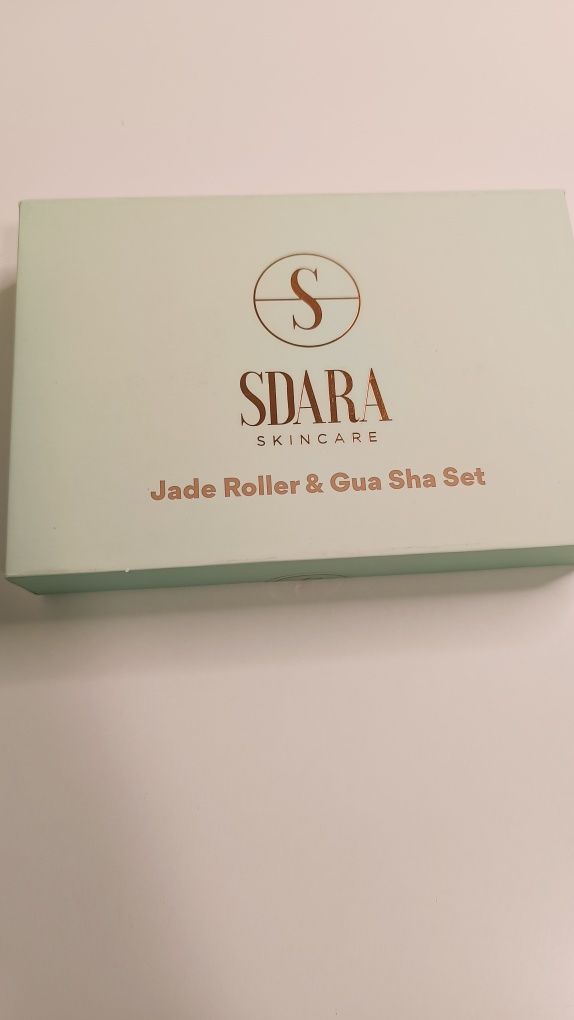 S
SDARA
SKINCARE
Jade Roller & Gua Sha Set